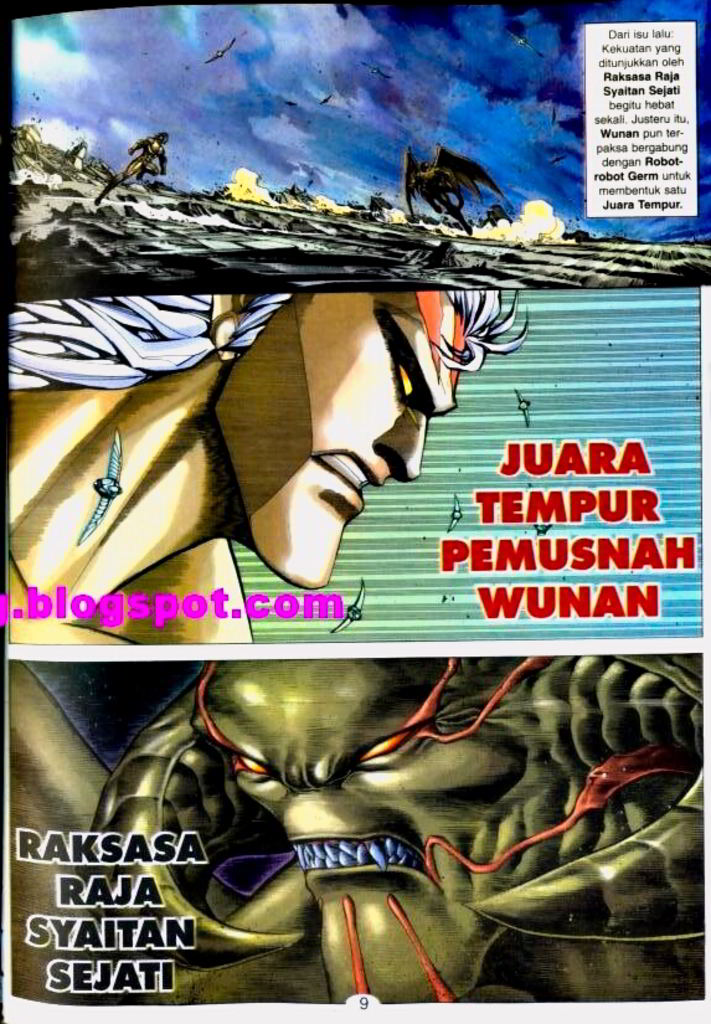 Dari isu lalu:
Kekuatan yang
ditunjukkan oleh
Raksasa Raja
Syaitan Sejati
begitu hebat
sekali. Justeru itu,
Wunan pun ter-
paksa bergabung
dengan Robot-
robot Germ untuk
membentuk satu
Juara Tempur.
JUARA
TEMPUR
PEMUSNAH
WUNAN
g.blogspot.com
RAKSASA
RAJA
SYAITAN
SEJATI
9